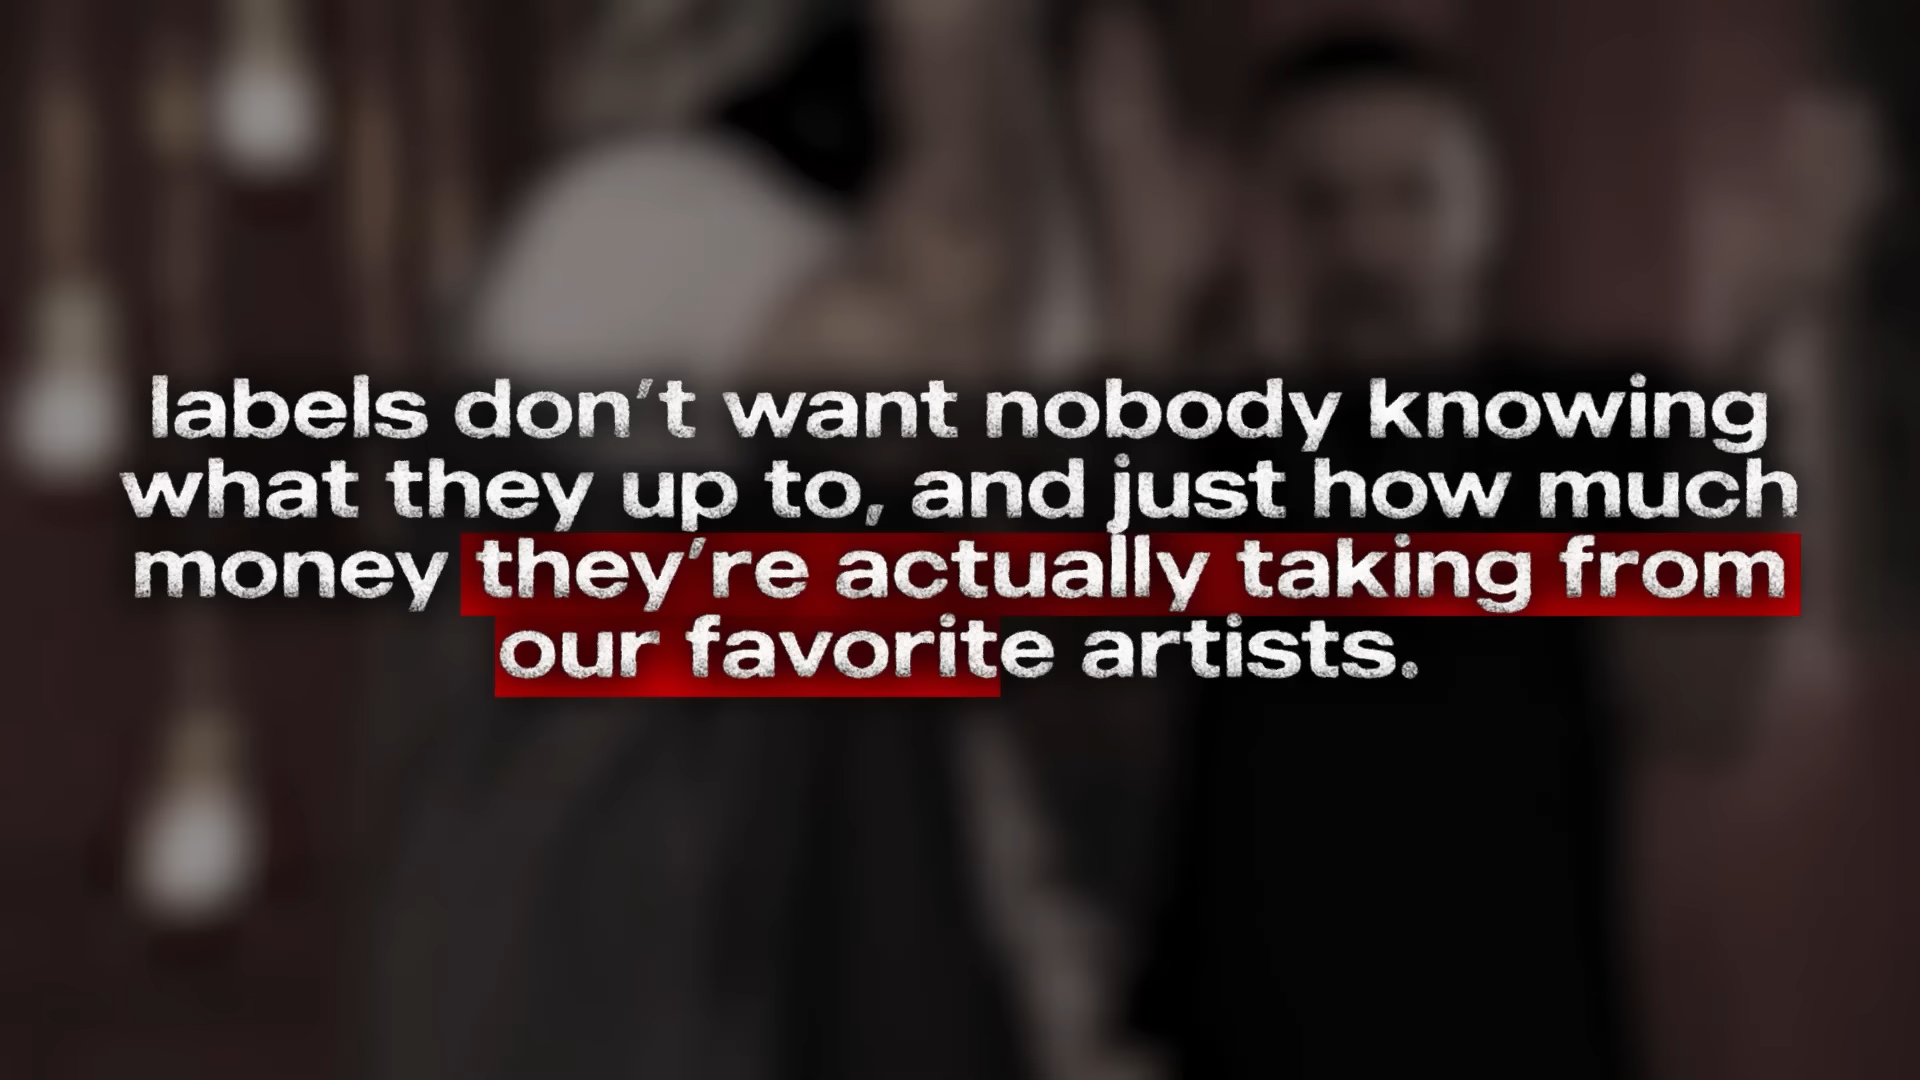 labels don't want nobody knowing
what they up to, and just how much
money they're actually taking from
our favorite artists.